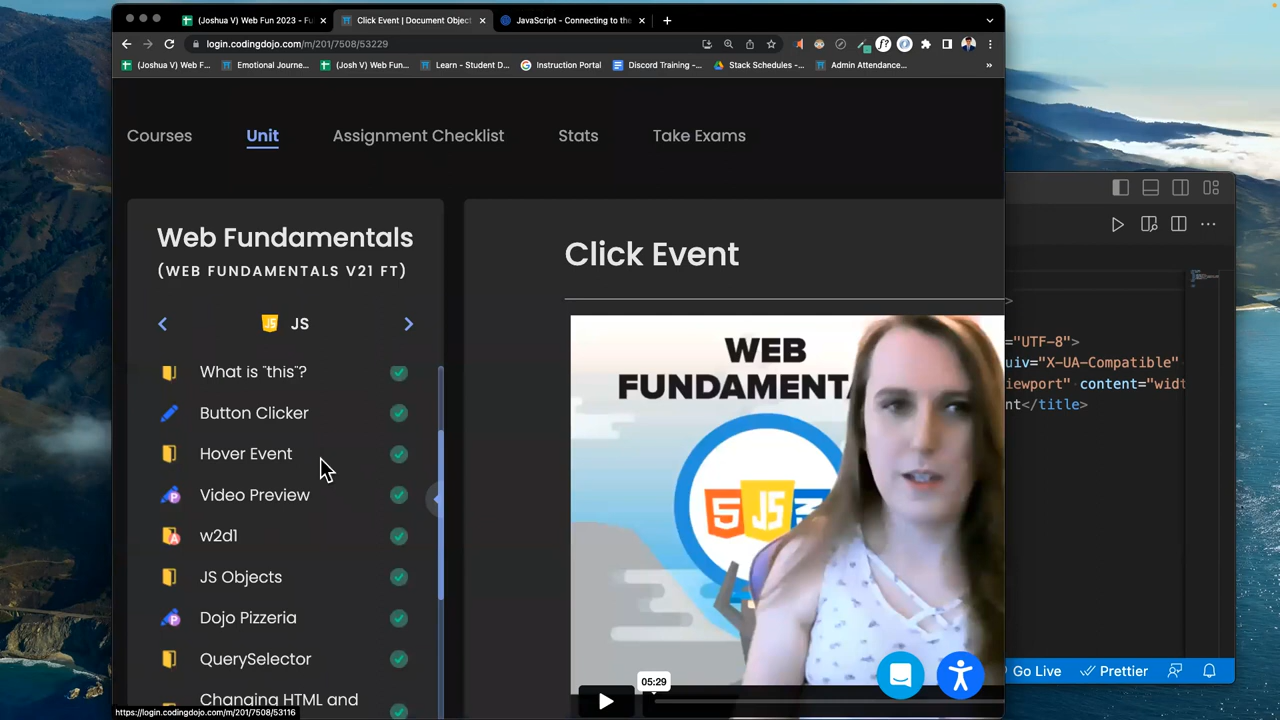 (Joshua V) Web Fun 2023 - Fu
Click Event | Document Object
JavaScript - Connecting to the
login.codingdojo.com/m/201/7508/53229
(Joshua V) Web F...
Emotional Journe...
(Josh V) Web Fun...
Learn - Student D...
Instruction Portal
Discord Training -...
Stack Schedules -...
Admin Attendance...
»
Courses
Unit
Assignment Checklist
Stats
Take Exams
Web Fundamentals
(WEB FUNDAMENTALS V21 FT)
JS
What is "this"?
Button Clicker
Hover Event
Video Preview
w2d1
JS Objects
Dojo Pizzeria
QuerySelector
Changing HTML and
Click Event
WEB
FUNDAMENTA
5 JS
05:29
>
="UTF-8">
uiv="X-UA-Compatible"
iewport" content="widt
nt</title>
Go Live
Prettier
https://login.codingdojo.com/m/201/7508/53116